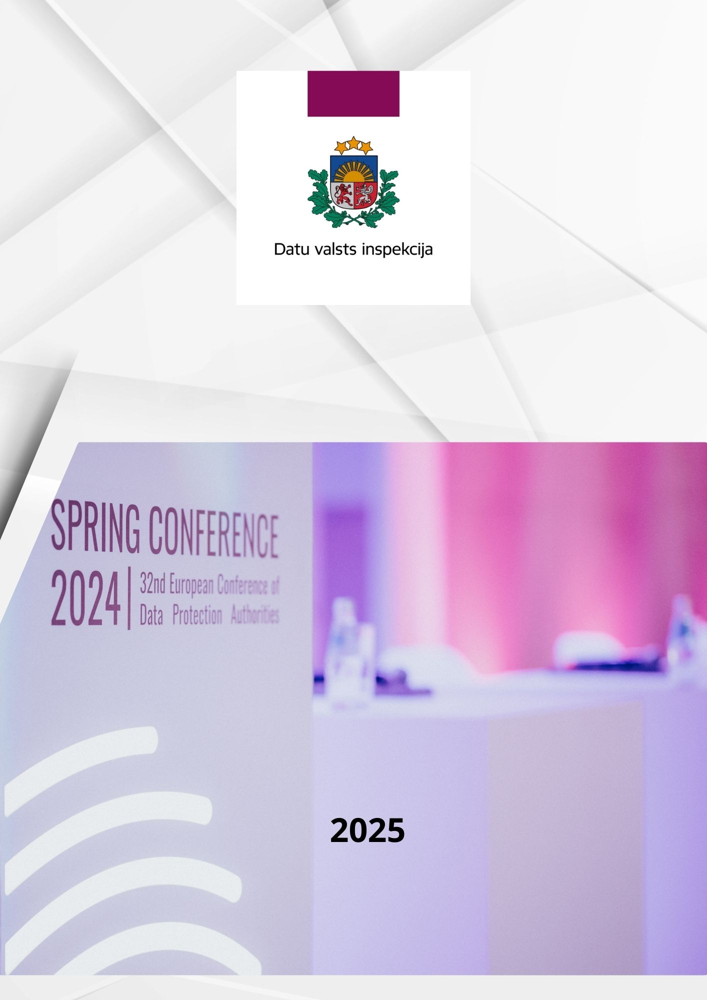 Datu valsts inspekcija
SPRING CONFERENCE
2024
32nd European Conference of
Data Protection Authorities
2025